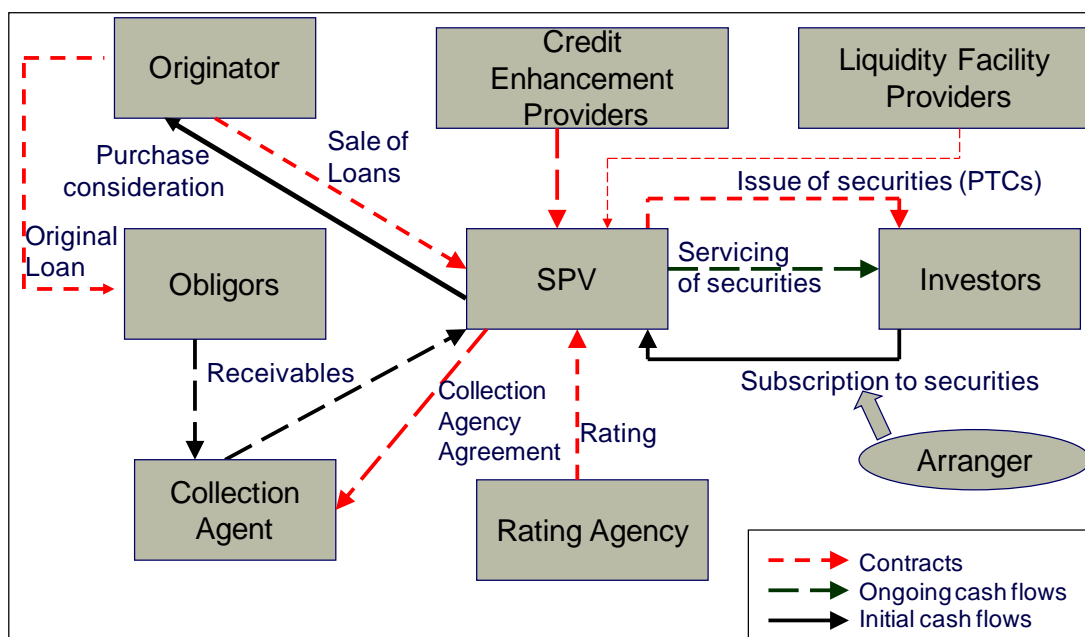 Originator
Credit
Enhancement
Providers
Liquidity Facility
Providers
Purchase
consideration
Sale of
Loans
Issue of securities (PTCs)
Original
Loan
Obligors
SPV
Servicing
of securities
Investors
Receivables
Collection
Agency
Agreement
Rating
Subscription to securities
Arranger
Collection
Agent
Rating Agency
Contracts
Ongoing cash flows
Initial cash flows